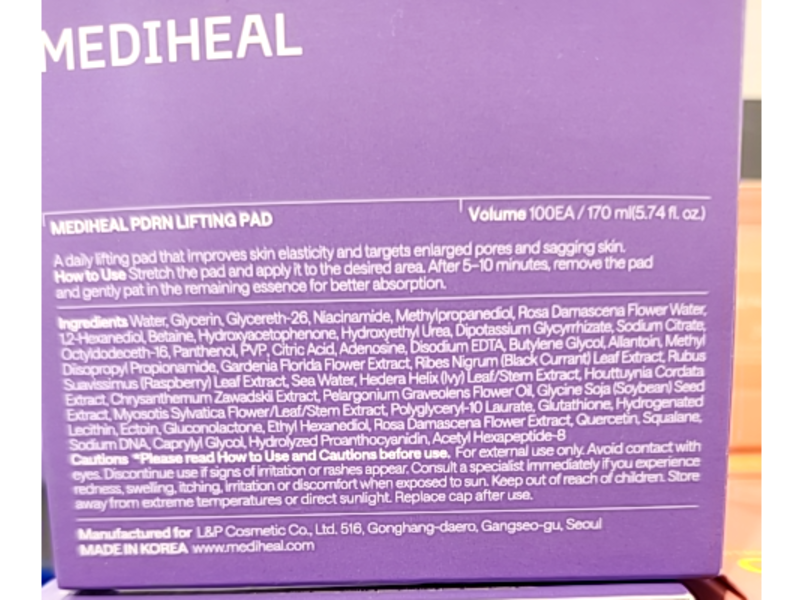 MEDIHEAL
MEDIHEAL PDRN LIFTING PAD
Volume 100EA / 170 ml(5.74 fl. oz.)
A daily lifting pad that improves skin elasticity and targets enlarged pores and sagging skin.
How to Use Stretch the pad and apply it to the desired area. After 5-10 minutes, remove the pad
and gently pat in the remaining essence for better absorption.
Ingredients Water, Glycerin, Glycereth-26, Niacinamide, Methylpropanediol, Rosa Damascena Flower Water,
1,2-Hexanediol, Betaine, Hydroxyacetophenone, Hydroxyethyl Urea, Dipotassium Glycyrrhizate, Sodium Citrate,
Octyldodeceth-16, Panthenol, PVP, Citric Acid, Adenosine, Disodium EDTA, Butylene Glycol, Allantoin, Methyl
Diisopropyl Propionamide, Gardenia Florida Flower Extract, Ribes Nigrum (Black Currant) Leaf Extract, Rubus
Suavissimus (Raspberry) Leaf Extract, Sea Water, Hedera Helix (Ivy) Leaf/Stem Extract, Houttuynia Cordata
Extract, Chrysanthemum Zawadskii Extract, Pelargonium Graveolens Flower Oil, Glycine Soja (Soybean) Seed
Extract, Myosotis Sylvatica Flower/Leaf/Stem Extract, Polyglyceryl-10 Laurate, Glutathione, Hydrogenated
Lecithin, Ectoin, Gluconolactone, Ethyl Hexanediol, Rosa Damascena Flower Extract, Quercetin, Squalane,
Sodium DNA, Caprylyl Glycol, Hydrolyzed Proanthocyanidin, Acetyl Hexapeptide-8
Cautions *Please read How to Use and Cautions before use. For external use only. Avoid contact with
eyes. Discontinue use if signs of irritation or rashes appear. Consult a specialist immediately if you experience
redness, swelling, itching, irritation or discomfort when exposed to sun. Keep out of reach of children. Store
away from extreme temperatures or direct sunlight. Replace cap after use.
Manufactured for L&P Cosmetic Co., Ltd. 516, Gonghang-daero, Gangseo-gu, Seoul
MADE IN KOREA www.mediheal.com